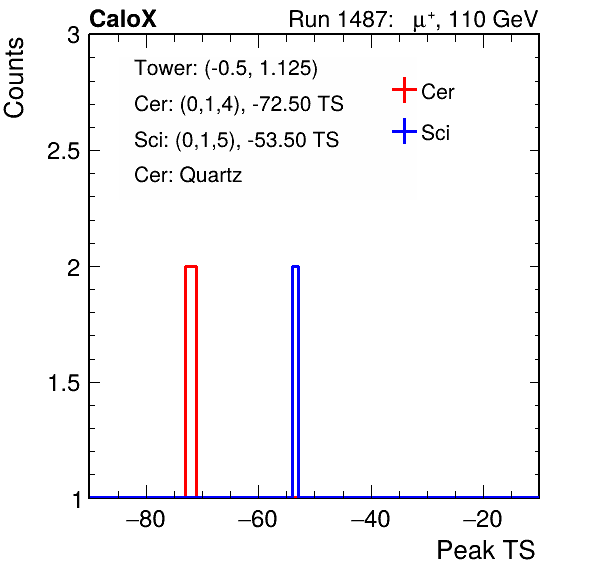 CaloX Run 1487: μ⁺, 110 GeV
Counts
3
2.5
2
1.5
1
Tower: (-0.5, 1.125)
Cer: (0,1,4), -72.50 TS
Sci: (0,1,5), -53.50 TS
Cer: Quartz
Cer
Sci
−80 −60 −40 −20
Peak TS